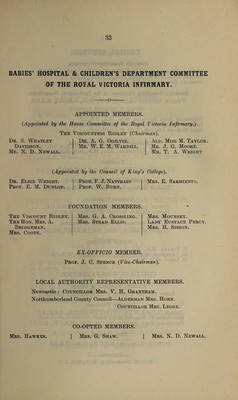 33
BABIES' HOSPITAL & CHILDREN'S DEPARTMENT COMMITTEE
OF THE ROYAL VICTORIA INFIRMARY.
APPOINTED MEMBERS.
(Appointed by the House Committee of the Royal Victoria Infirmary.)
THE VISCOUNTESS RIDLEY (Chairman).
DR. S. WHATLEY DAVIDSON.
MR. N. D. NEWALL.
DR. A. G. OGILVIE.
MR. W. E. M. WARDILL.
ALD. MISS M. TAYLOR.
MR. J. G. MOORE.
MR. T. A. WRIGHT
(Appointed by the Council of King's College).
DR. ELLIS WRIGHT.
PROF. E. M. DUNLOP.
PROF. F. J. NATTRASS
PROF. W. BURN.
MRS. E. SARMIENTO.
FOUNDATION MEMBERS.
THE VISCOUNT RIDLEY.
THE HON. MRS. A. BRIDGEMAN.
MRS. COOTE.
MRS. G. A. CROSSLING.
MRS. STEAD ELLIS.
MRS. MOUNSEY.
LADY EUSTACE PERCY.
MRS. H. SISSON.
EX-OFFICIO MEMBER.
PROF. J. C. SPENCE (Vice-Chairman).
LOCAL AUTHORITY REPRESENTATIVE MEMBERS.
Newcastle: COUNCILLOR MRS. V. H. GRANTHAM.
Northumberland County Council—ALDERMAN MRS. HORN.
COUNCILLOR MRS. LEGGE.
CO-OPTED MEMBERS.
MRS. HAWKES.
MRS. G. SHAW.
MRS. N. D. NEWALL.